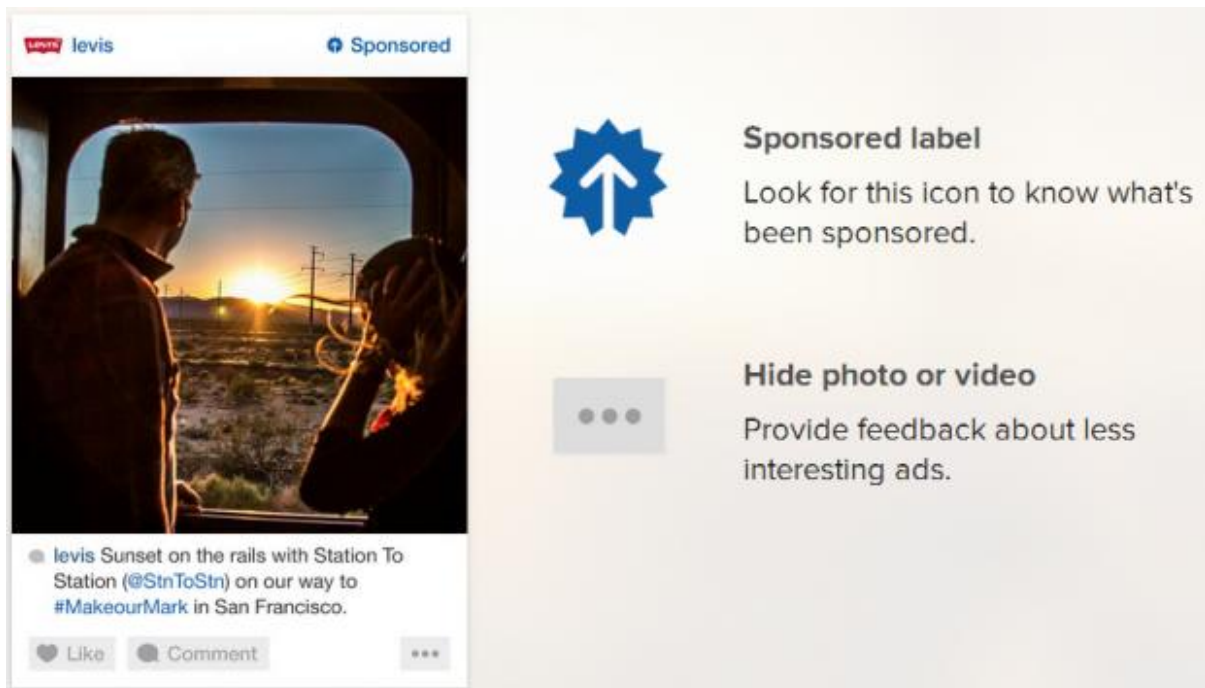 LEVI'S levis
Sponsored
levis Sunset on the rails with Station To
Station (@StnToStn) on our way to
#MakeourMark in San Francisco.
Like Comment
Sponsored label
Look for this icon to know what's
been sponsored.
Hide photo or video
Provide feedback about less
interesting ads.